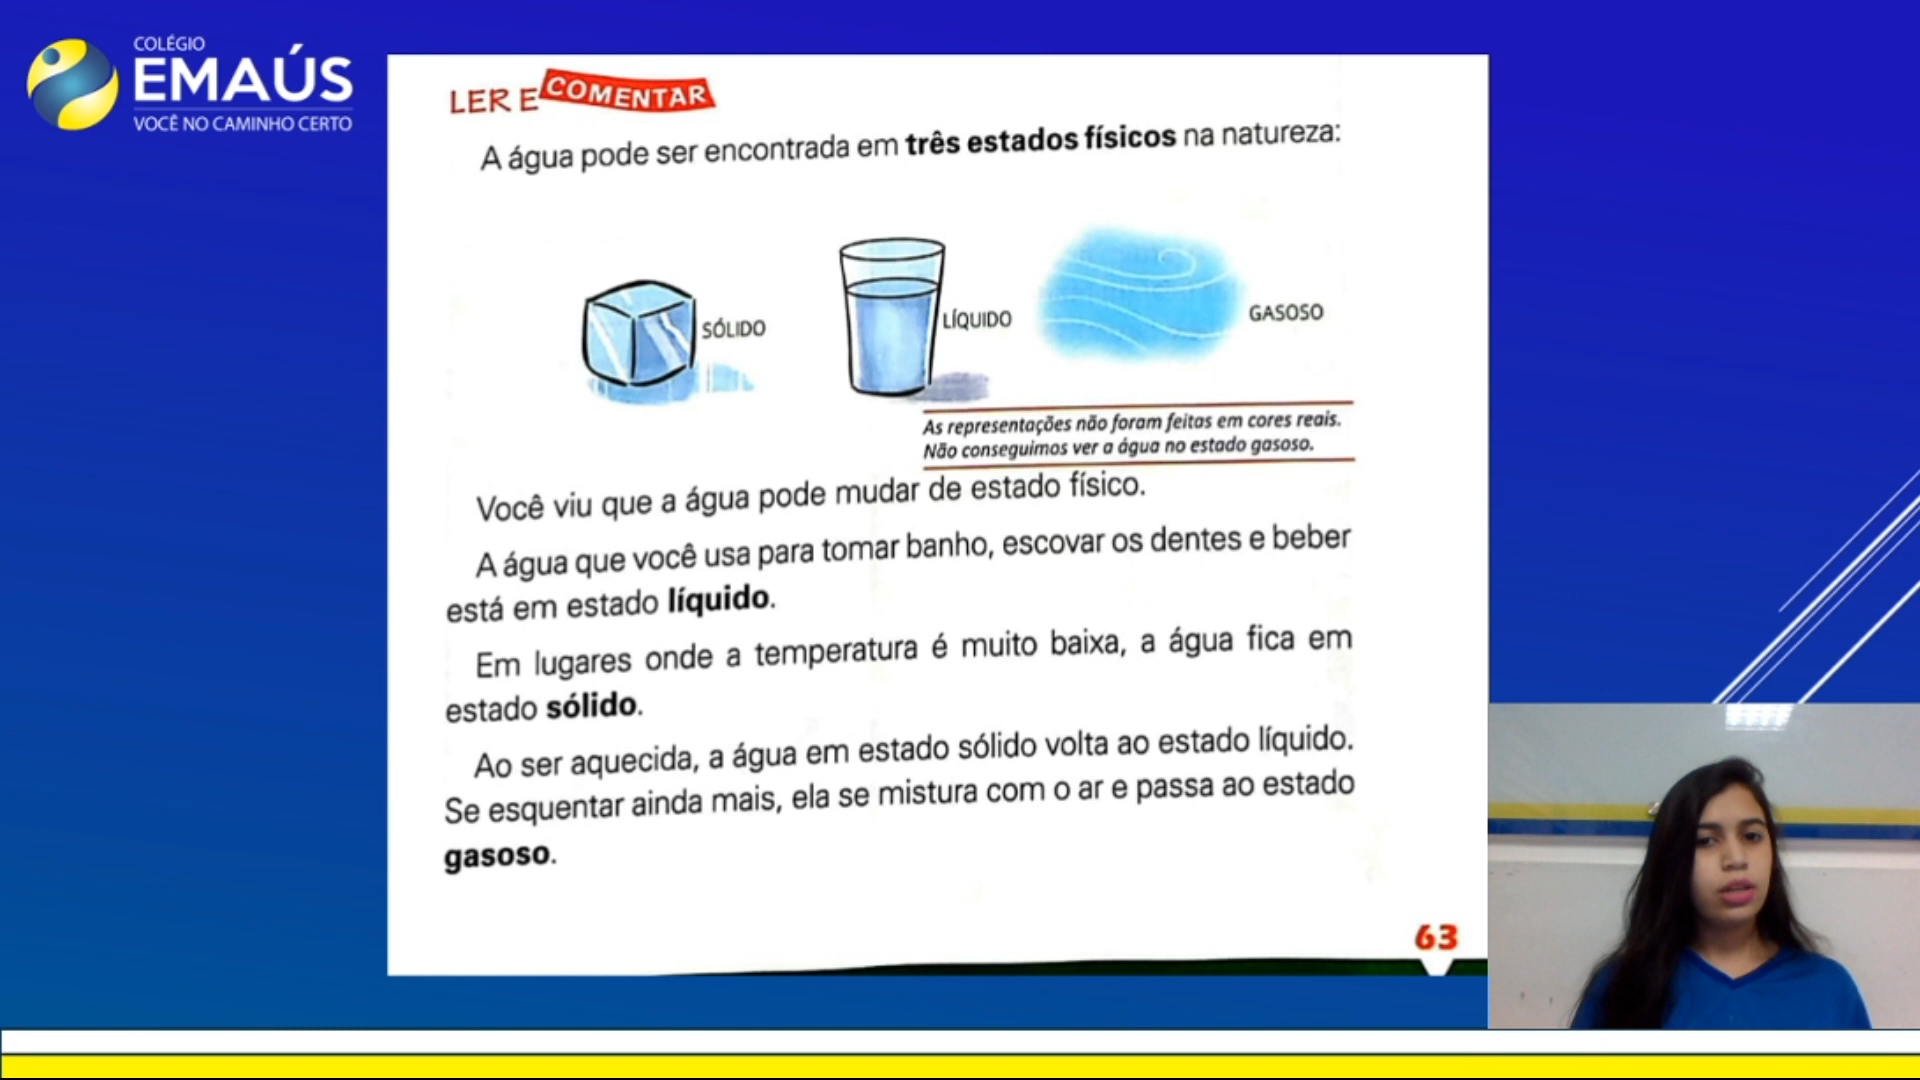 COLÉGIO
EMAÚS
VOCÊ NO CAMINHO CERTO
LER E COMENTAR
A água pode ser encontrada em três estados físicos na natureza:
SÓLIDO
LÍQUIDO
GASOSO
As representações não foram feitas em cores reais.
Não conseguimos ver a água no estado gasoso.
Você viu que a água pode mudar de estado físico.
A água que você usa para tomar banho, escovar os dentes e beber
está em estado líquido.
Em lugares onde a temperatura é muito baixa, a água fica em
estado sólido.
Ao ser aquecida, a água em estado sólido volta ao estado líquido.
Se esquentar ainda mais, ela se mistura com o ar e passa ao estado
gasoso.
63